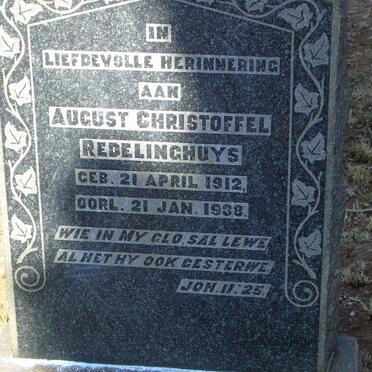 IN
LIEFDEVOLLE HERINNERING
AAN
AUGUST CHRISTOFFEL
REDELINGHUYS
GEB. 21 APRIL 1912,
OORL. 21 JAN. 1938.
WIE IN MY GLO, SAL LEWE
AL HET HY OOK GESTERWE
JOH 11. 25.